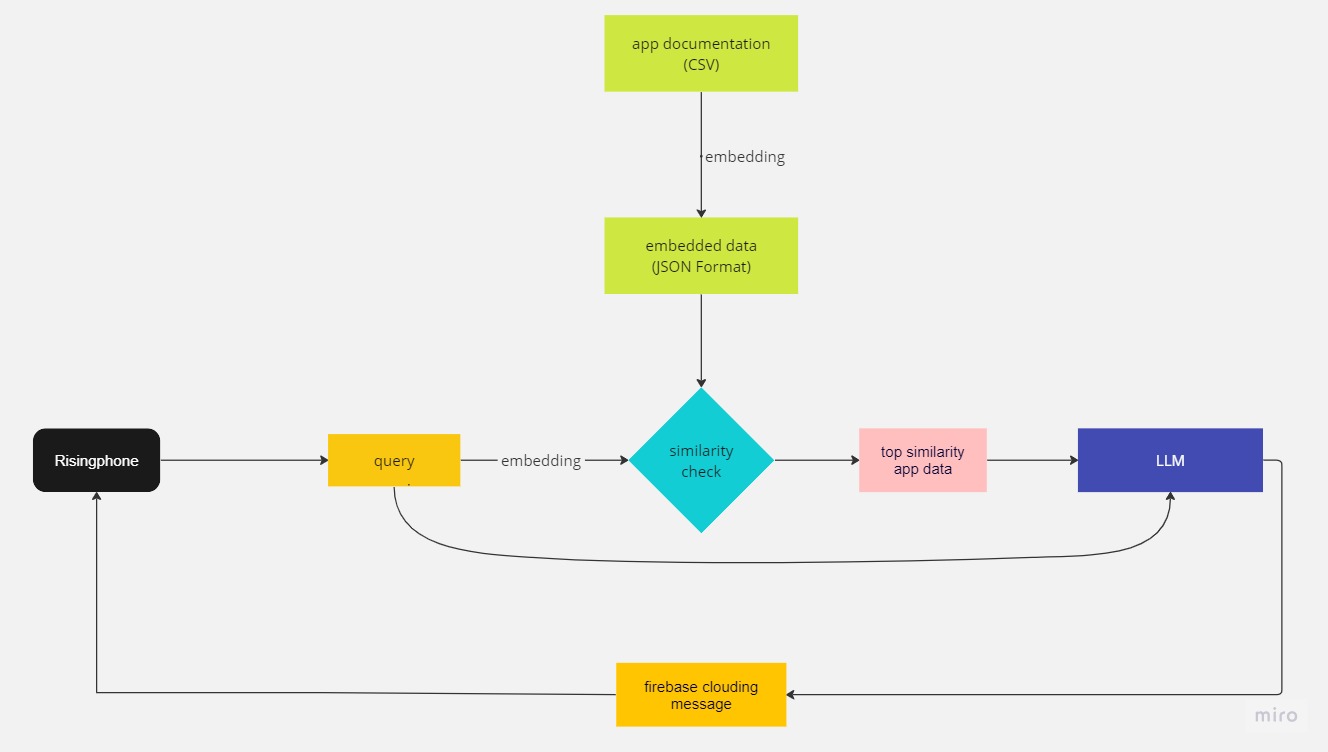 app documentation
(CSV)
embedding
embedded data
(JSON Format)
Risingphone
query
embedding
similarity
check
top similarity
app data
LLM
firebase clouding
message
miro